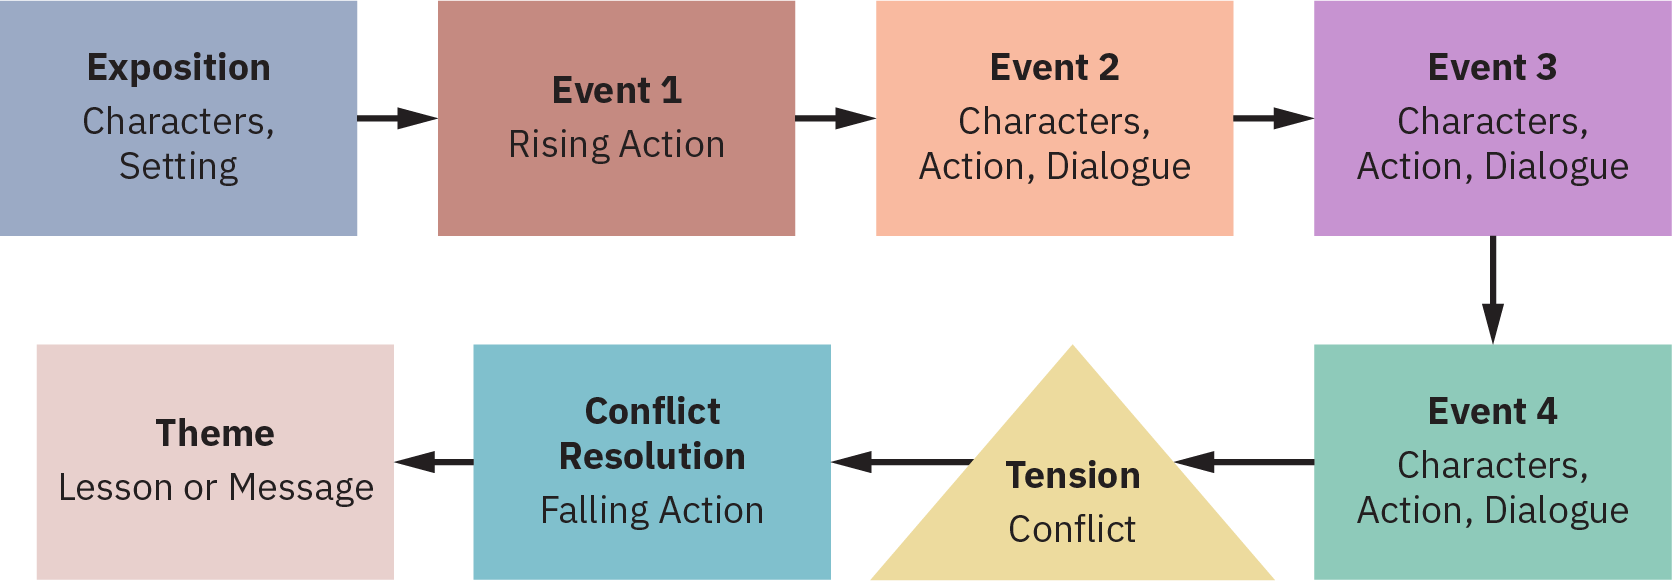 Exposition
Characters,
Setting
Event 1
Rising Action
Event 2
Characters,
Action, Dialogue
Event 3
Characters,
Action, Dialogue
Event 4
Characters,
Action, Dialogue
Tension
Conflict
Conflict
Resolution
Falling Action
Theme
Lesson or Message